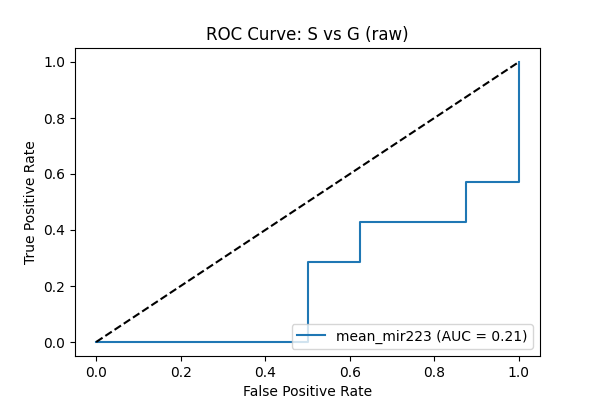 ROC Curve: S vs G (raw)
1.0
0.8
0.6
0.4
0.2
0.0
True Positive Rate
mean_mir223 (AUC = 0.21)
0.0 0.2 0.4 0.6 0.8 1.0
False Positive Rate